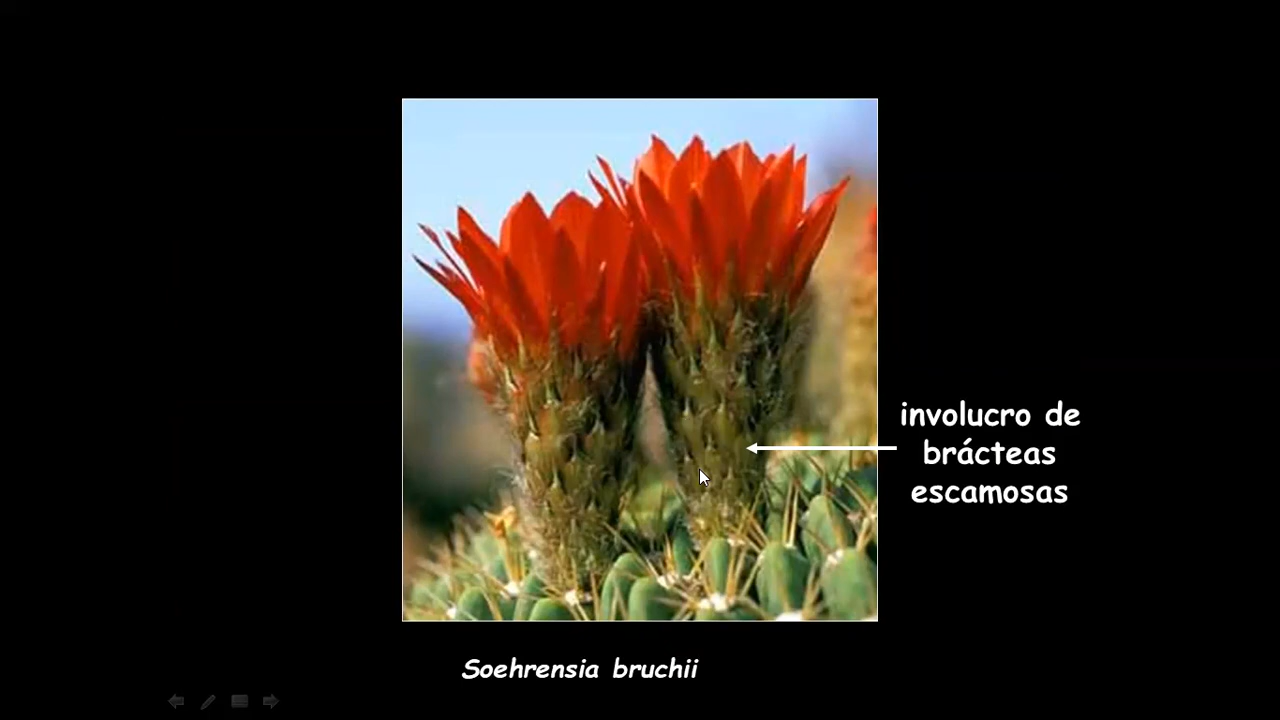 involucro de
brácteas
escamosas
Soehrensia bruchii